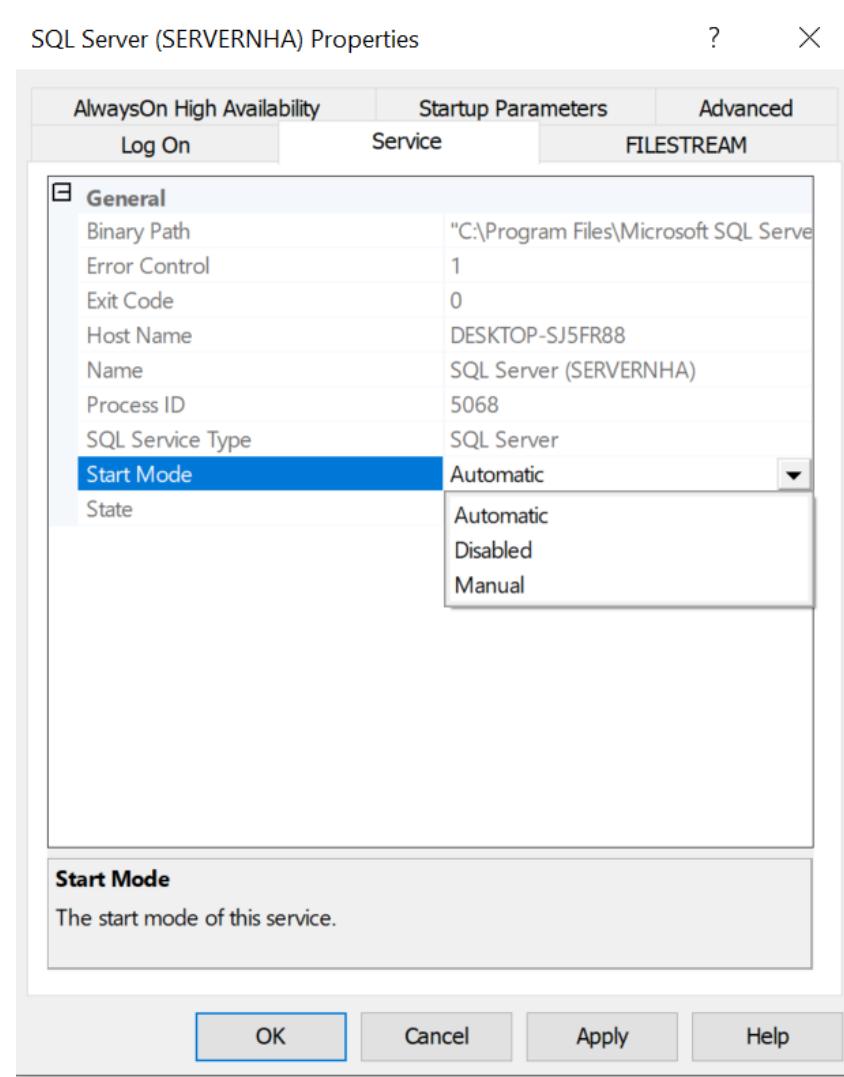 SQL Server (SERVERNHA) Properties ?
AlwaysOn High Availability Startup Parameters Advanced
Log On Service FILESTREAM
General
Binary Path "C:\Program Files\Microsoft SQL Serve
Error Control 1
Exit Code 0
Host Name DESKTOP-SJ5FR88
Name SQL Server (SERVERNHA)
Process ID 5068
SQL Service Type SQL Server
Start Mode Automatic
State
Automatic
Disabled
Manual
Start Mode
The start mode of this service.
OK Cancel Apply Help